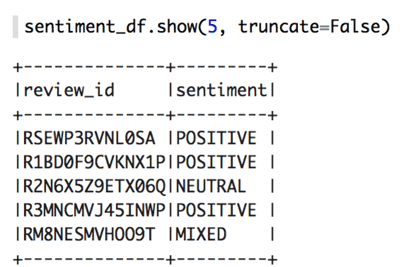 sentiment_df.show(5, truncate=False)
+--------------+---------+
|review_id     |sentiment|
+--------------+---------+
|RSEWP3RVNL0SA |POSITIVE |
|R1BD0F9CVKNX1P|POSITIVE |
|R2N6X5Z9ETX06Q|NEUTRAL  |
|R3MNCMVJ45INWP|POSITIVE |
|RM8NESMVHOO9T |MIXED    |
+--------------+---------+